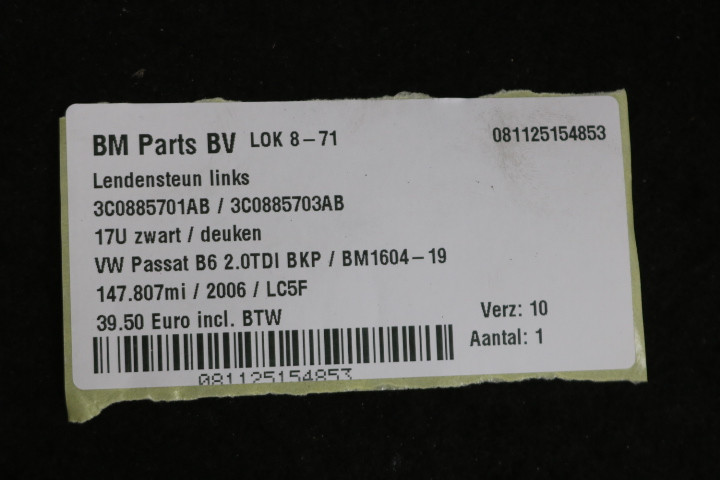 BM Parts BV LOK 8-71 081125154853
Lendensteun links
3C0885701AB / 3C0885703AB
17U zwart / deuken
VW Passat B6 2.0TDI BKP / BM1604-19
147.807mi / 2006 / LC5F
39.50 Euro incl. BTW Verz: 10
Aantal: 1
081125154853